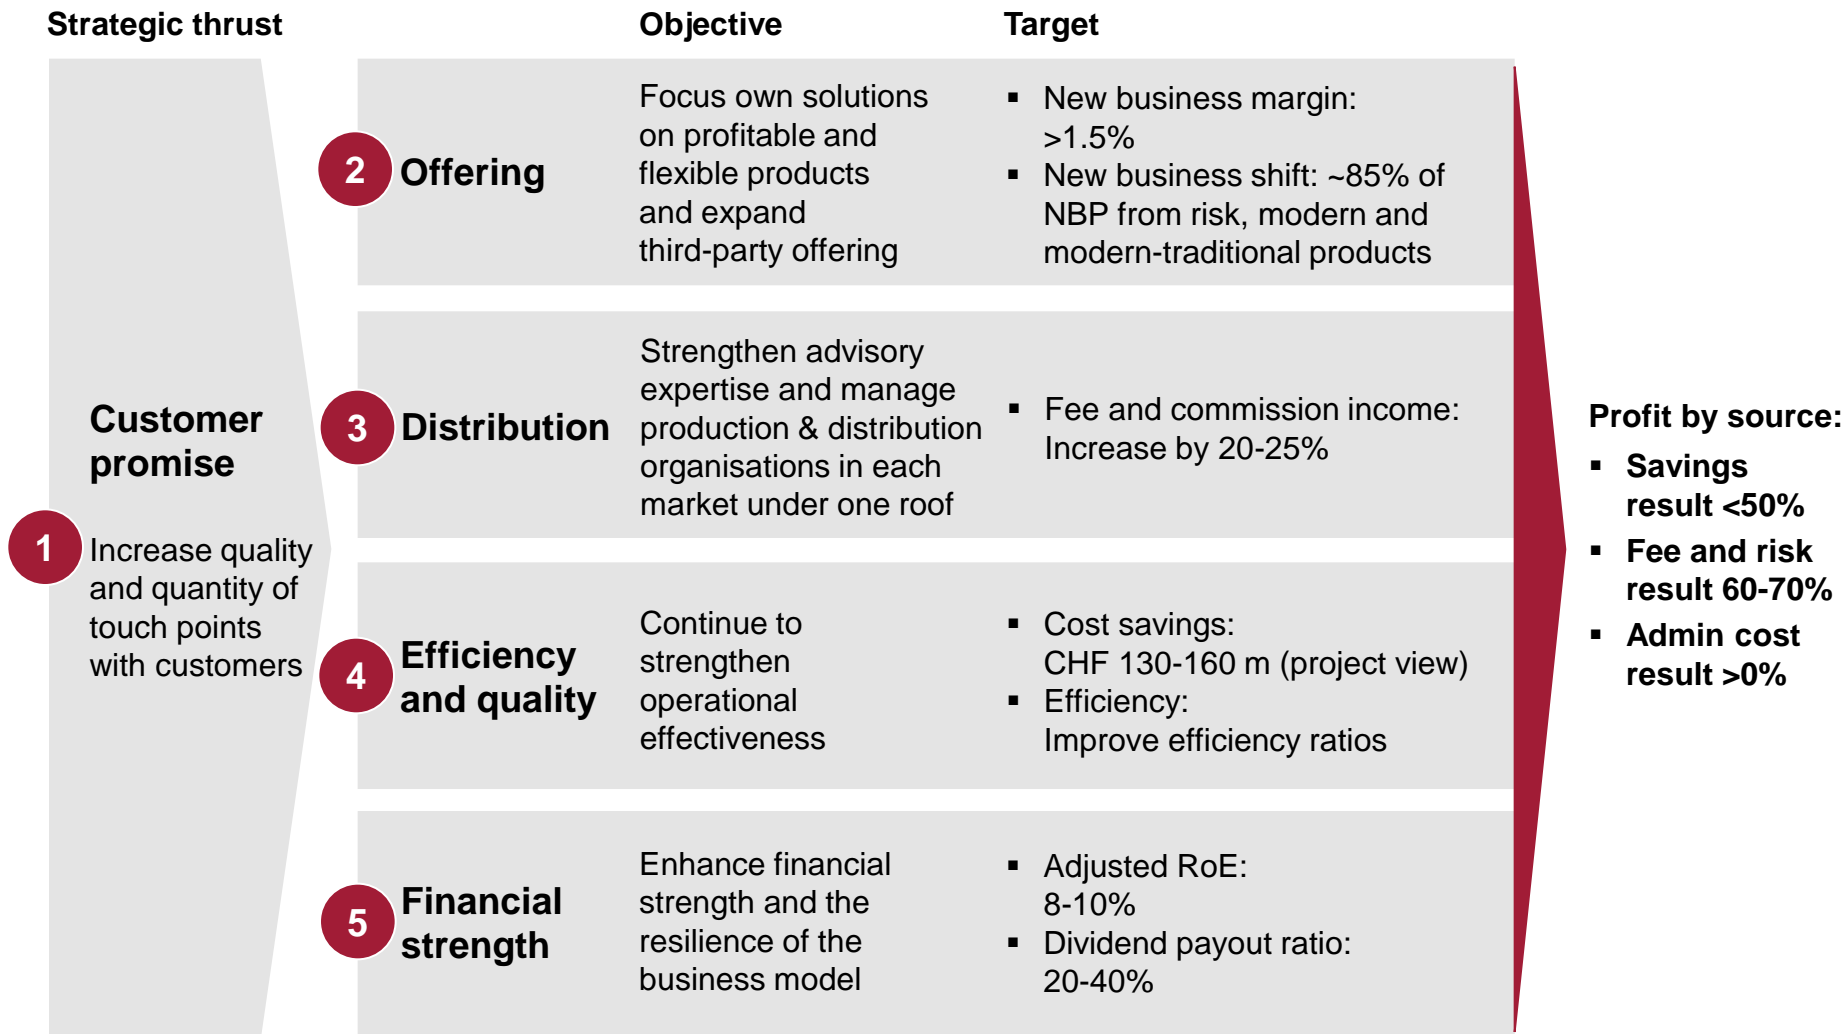 Strategic thrust
Objective
Target
1
Customer
promise
Increase quality
and quantity of
touch points
with customers
2
Offering
Focus own solutions
on profitable and
flexible products
and expand
third-party offering
▪ New business margin:
>1.5%
▪ New business shift: ~85% of
NBP from risk, modern and
modern-traditional products
3
Distribution
Strengthen advisory
expertise and manage
production & distribution
organisations in each
market under one roof
▪ Fee and commission income:
Increase by 20-25%
4
Efficiency
and quality
Continue to
strengthen
operational
effectiveness
▪ Cost savings:
CHF 130-160 m (project view)
▪ Efficiency:
Improve efficiency ratios
5
Financial
strength
Enhance financial
strength and the
resilience of the
business model
▪ Adjusted RoE:
8-10%
▪ Dividend payout ratio:
20-40%
Profit by source:
▪ Savings
result <50%
▪ Fee and risk
result 60-70%
▪ Admin cost
result >0%